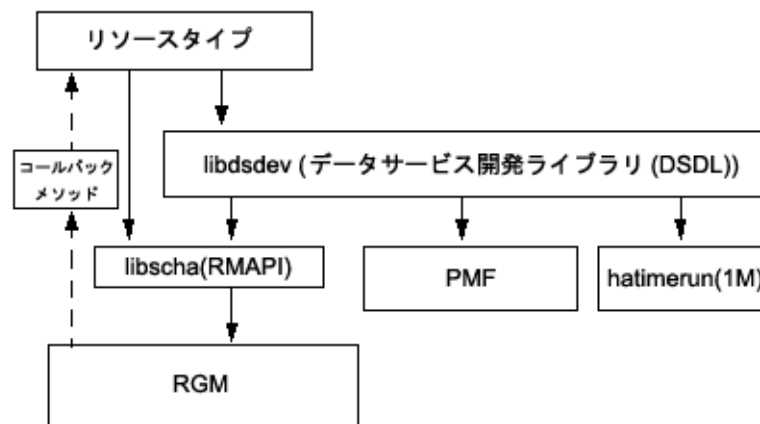 リソースタイプ
コールバック
メソッド
libdsdev (データサービス開発ライブラリ (DSDL))
libscha(RMAPI)
PMF
hatimerun(1M)
RGM